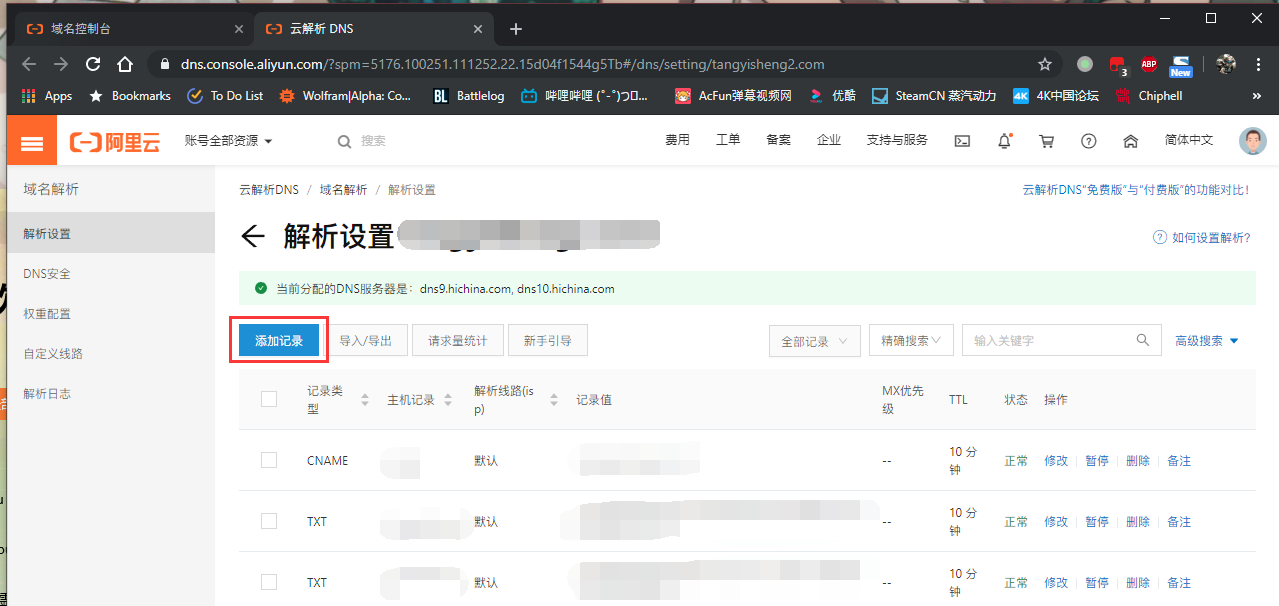 域名控制台
云解析 DNS
dns.console.aliyun.com/?spm=5176.100251.111252.22.15d04f1544g5Tb#/dns/setting/tangyisheng2.com
3
ABP
New
Apps
Bookmarks
To Do List
Wolfram|Alpha: Co...
BL
Battlelog
哔哩哔哩 (゜-゜)つロ...
AcFun弹幕视频网
优酷
SteamCN 蒸汽动力
4K
4K中国论坛
Chiphell
»
阿里云
账号全部资源
搜索
费用
工单
备案
企业
支持与服务
简体中文
域名解析
解析设置
DNS安全
权重配置
自定义线路
解析日志
云解析DNS / 域名解析 / 解析设置
云解析DNS“免费版”与“付费版”的功能对比!
解析设置
如何设置解析?
当前分配的DNS服务器是: dns9.hichina.com, dns10.hichina.com
添加记录
导入/导出
请求量统计
新手引导
全部记录
精确搜索
输入关键字
高级搜索
记录类型
主机记录
解析线路(isp)
记录值
MX优先级
TTL
状态
操作
CNAME 默认 -- 10 分钟 正常 修改 暂停 删除 备注
TXT 默认 -- 10 分钟 正常 修改 暂停 删除 备注
TXT 默认 -- 10 分钟 正常 修改 暂停 删除 备注